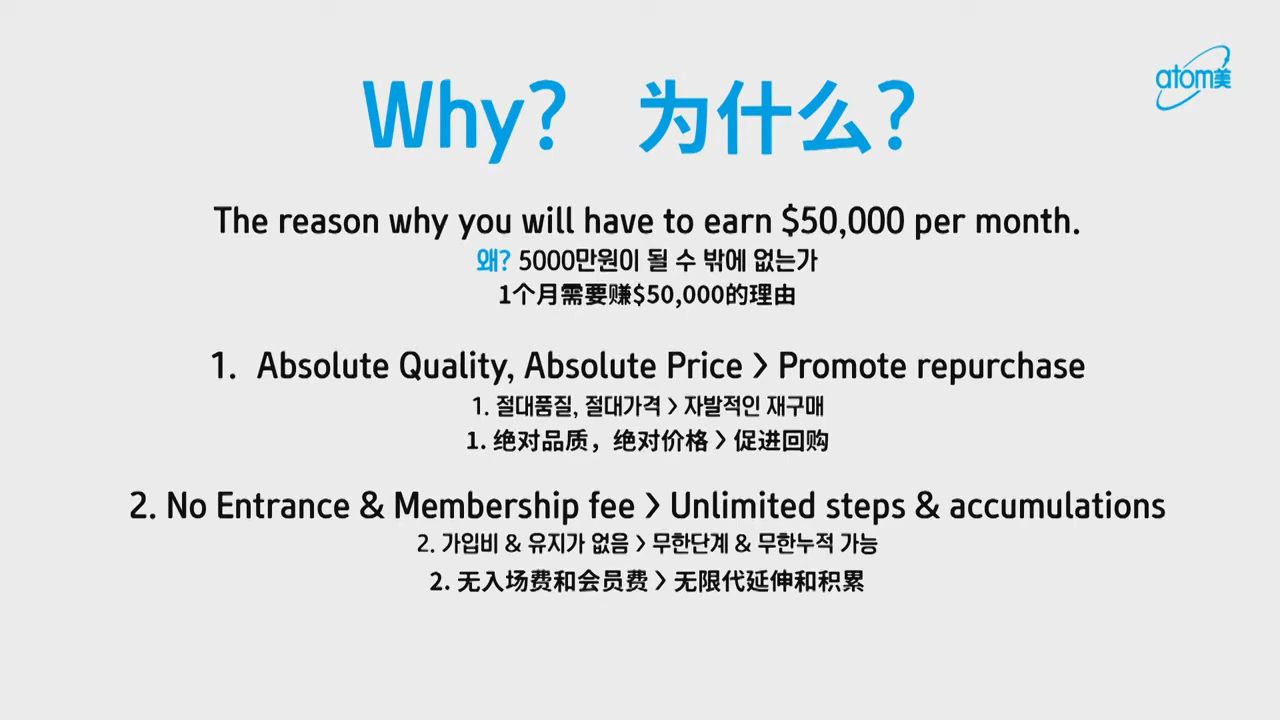 atom美
Why? 为什么?
The reason why you will have to earn $50,000 per month.
왜? 5000만원이 될 수 밖에 없는가
1个月需要赚$50,000的理由
1. Absolute Quality, Absolute Price > Promote repurchase
1. 절대품질, 절대가격 > 자발적인 재구매
1. 绝对品质，绝对价格 > 促进回购
2. No Entrance & Membership fee > Unlimited steps & accumulations
2. 가입비 & 유지가 없음 > 무한단계 & 무한누적 가능
2. 无入场费和会员费 > 无限代延伸和积累